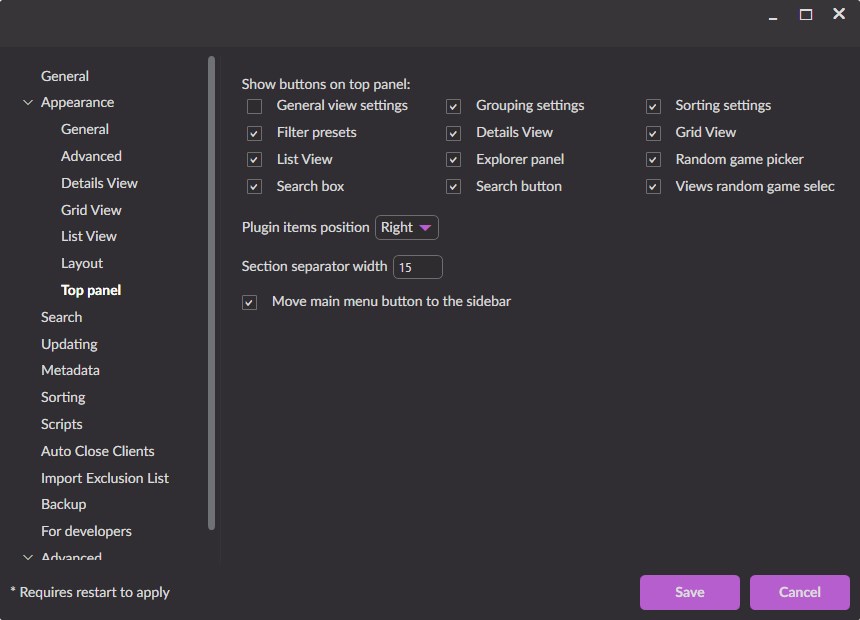 General
Appearance
General
Advanced
Details View
Grid View
List View
Layout
Top panel
Search
Updating
Metadata
Sorting
Scripts
Auto Close Clients
Import Exclusion List
Backup
For developers
Advanced
Show buttons on top panel:
General view settings Grouping settings Sorting settings
Filter presets Details View Grid View
List View Explorer panel Random game picker
Search box Search button Views random game selec
Plugin items position Right
Section separator width 15
Move main menu button to the sidebar
* Requires restart to apply
Save Cancel